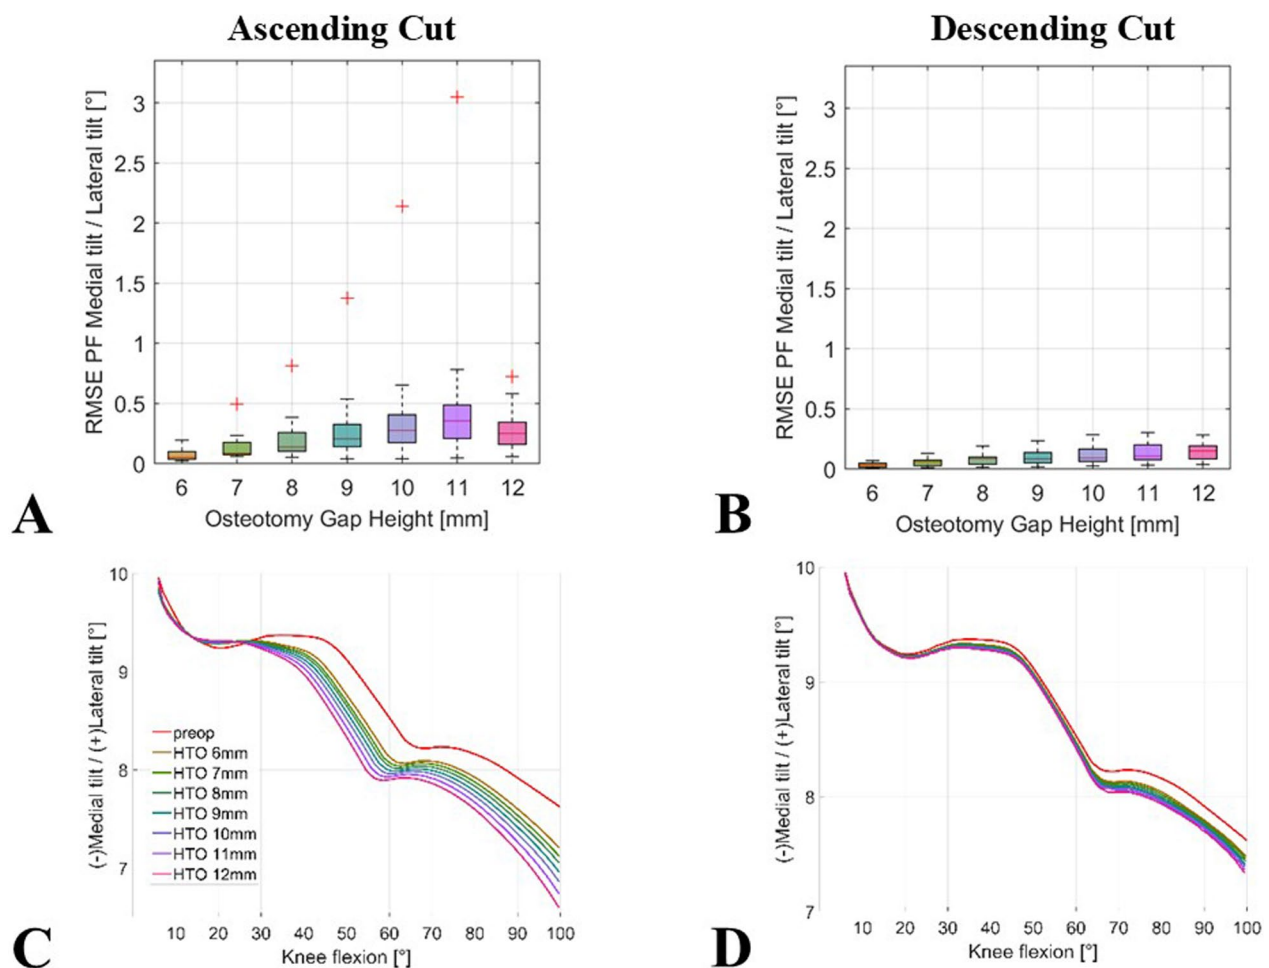 Ascending Cut
Descending Cut
RMSE PF Medial tilt / Lateral tilt [°]
3
2.5
2
1.5
1
0.5
0
6 7 8 9 10 11 12
Osteotomy Gap Height [mm]
A
RMSE PF Medial tilt / Lateral tilt [°]
3
2.5
2
1.5
1
0.5
0
6 7 8 9 10 11 12
Osteotomy Gap Height [mm]
B
(-)Medial tilt / (+)Lateral tilt [°]
10
9
8
7
preop
HTO 6mm
HTO 7mm
HTO 8mm
HTO 9mm
HTO 10mm
HTO 11mm
HTO 12mm
10 20 30 40 50 60 70 80 90 100
Knee flexion [°]
C
(-)Medial tilt / (+)Lateral tilt [°]
10
9
8
7
10 20 30 40 50 60 70 80 90 100
Knee flexion [°]
D